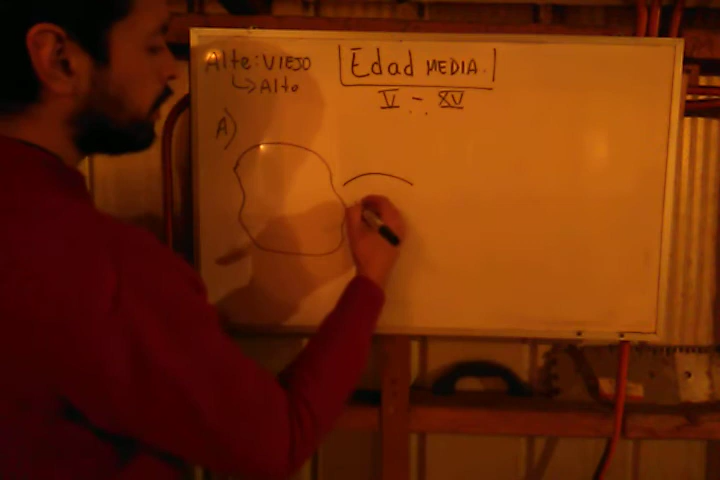 Alte: VIEJO
↳ Alto
Edad MEDIA.
V - XV
A)